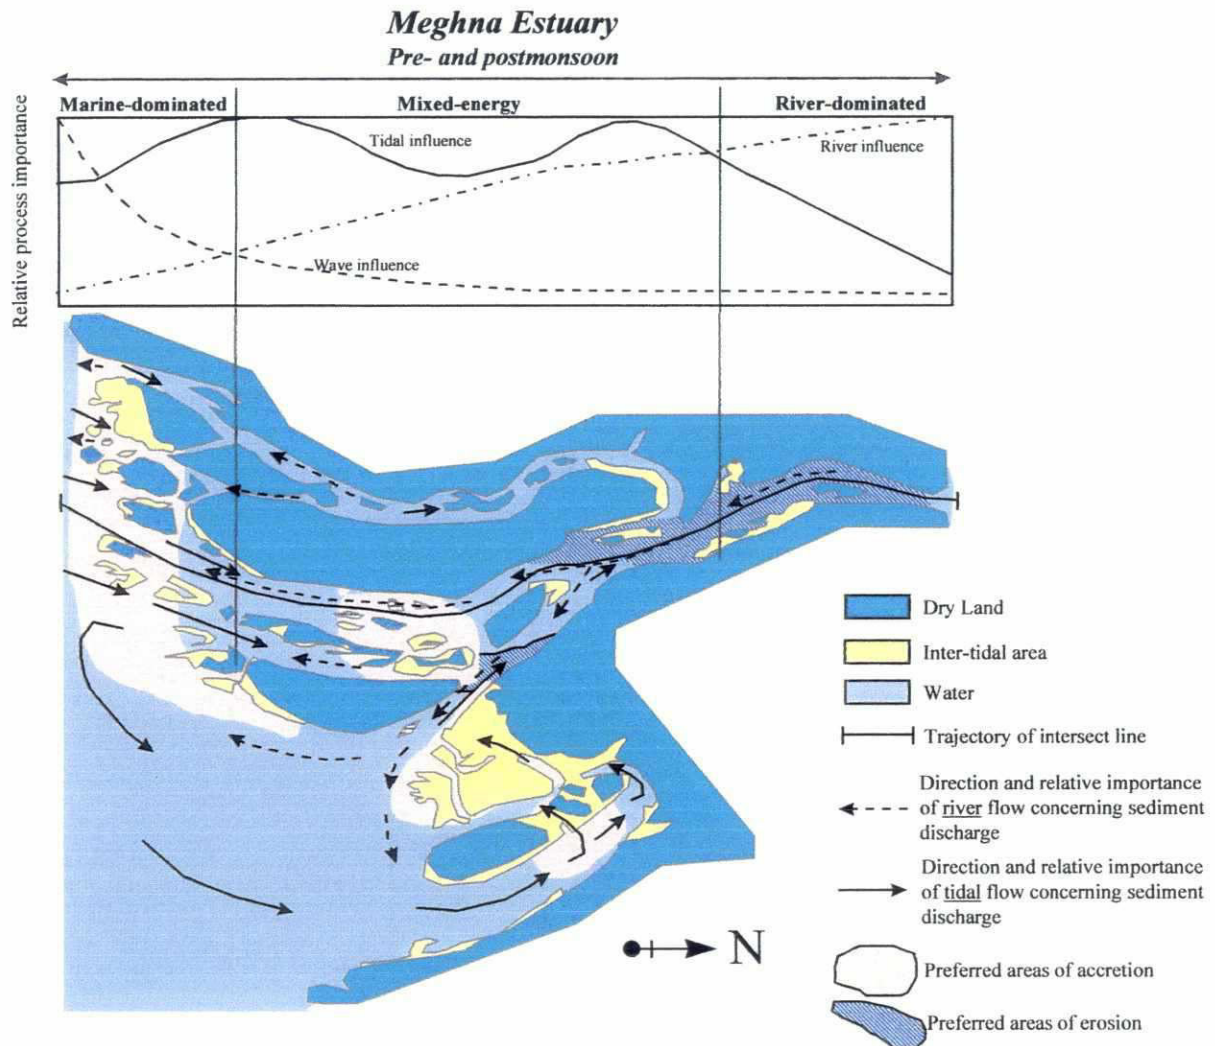 Meghna Estuary
Pre- and postmonsoon
Marine-dominated
Mixed-energy
River-dominated
Relative process importance
Tidal influence
River influence
Wave influence
Dry Land
Inter-tidal area
Water
Trajectory of intersect line
Direction and relative importance
of river flow concerning sediment
discharge
Direction and relative importance
of tidal flow concerning sediment
discharge
N
Preferred areas of accretion
Preferred areas of erosion